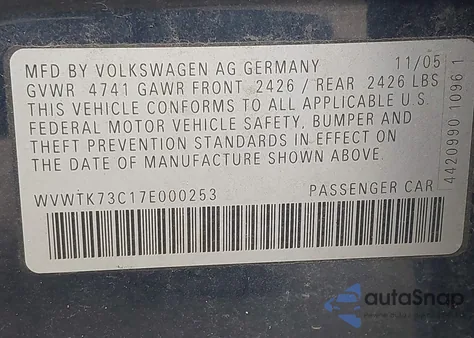 MFD BY VOLKSWAGEN AG GERMANY 11/05
GVWR 4741 GAWR FRONT 2426 / REAR 2426 LBS
THIS VEHICLE CONFORMS TO ALL APPLICABLE U.S.
FEDERAL MOTOR VEHICLE SAFETY, BUMPER AND
THEFT PREVENTION STANDARDS IN EFFECT ON
THE DATE OF MANUFACTURE SHOWN ABOVE.
WVWTK73C17E000253 PASSENGER CAR
4420990 1096 1
autaSnap